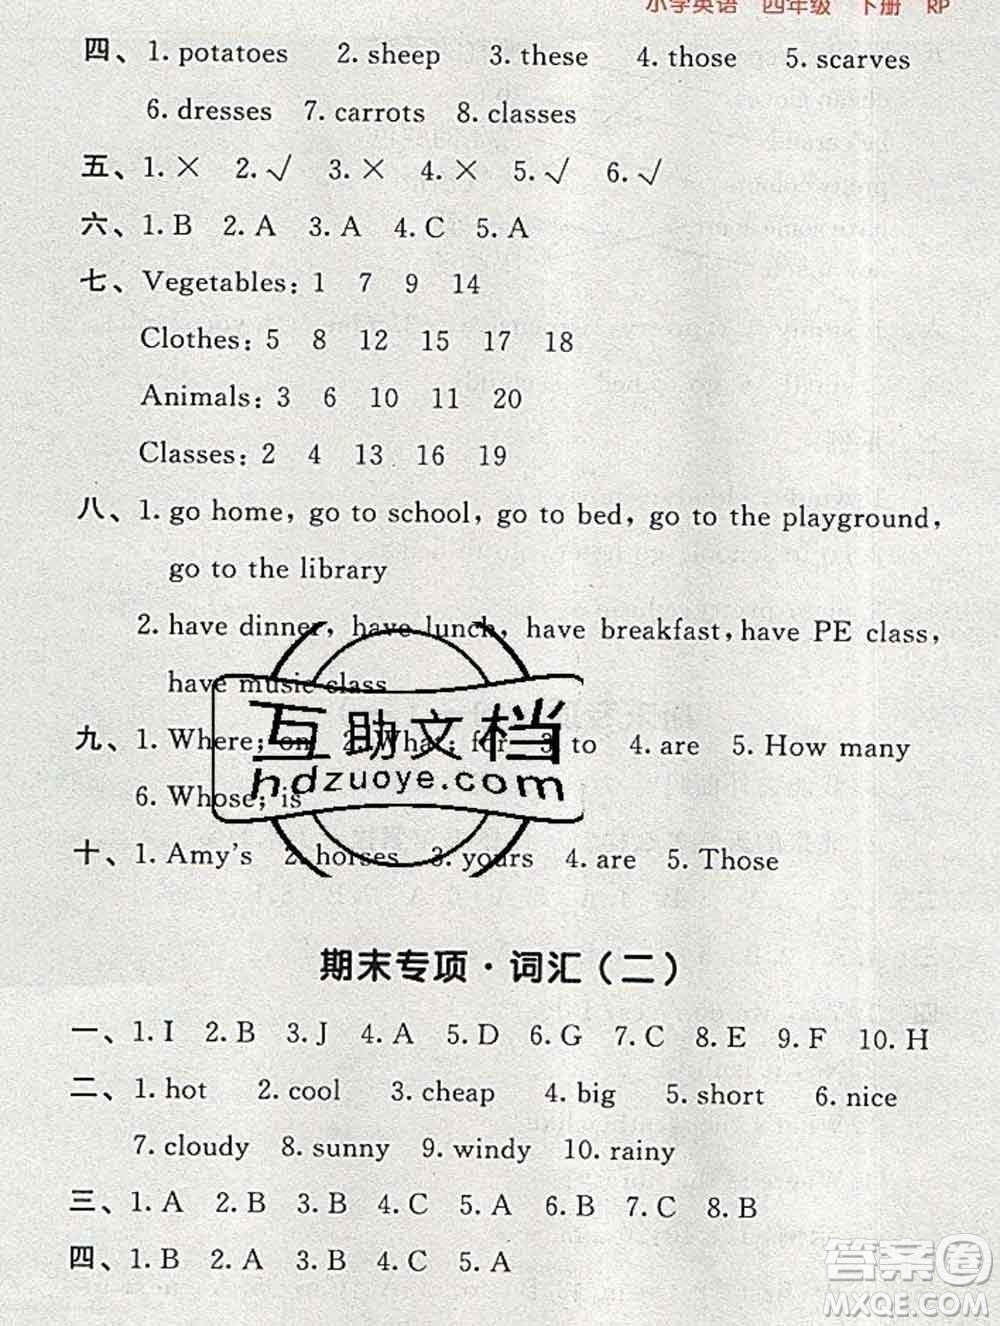 小学英语 四年级 下册 RP
四、1. potatoes 2. sheep 3. these 4. those 5. scarves
6. dresses 7. carrots 8. classes
五、1. × 2. √ 3. × 4. × 5. √ 6. √
六、1. B 2. A 3. A 4. C 5. A
七、Vegetables: 1 7 9 14
Clothes: 5 8 12 15 17 18
Animals: 3 6 10 11 20
Classes: 2 4 13 16 19
八、1. go home, go to school, go to bed, go to the playground,
go to the library
2. have dinner, have lunch, have breakfast, have PE class,
have music class
九、1. Where; on 2. What; for 3. to 4. are 5. How many
6. Whose; is
十、1. Amy's 2. horses 3. yours 4. are 5. Those
互助文档
hdzuoye.com
期末专项·词汇（二）
一、1. I 2. B 3. J 4. A 5. D 6. G 7. C 8. E 9. F 10. H
二、1. hot 2. cool 3. cheap 4. big 5. short 6. nice
7. cloudy 8. sunny 9. windy 10. rainy
三、1. A 2. B 3. B 4. C 5. A 6. B 7. C 8. B
四、1. B 2. A 3. B 4. C 5. A
答案圈
MXQE.COM